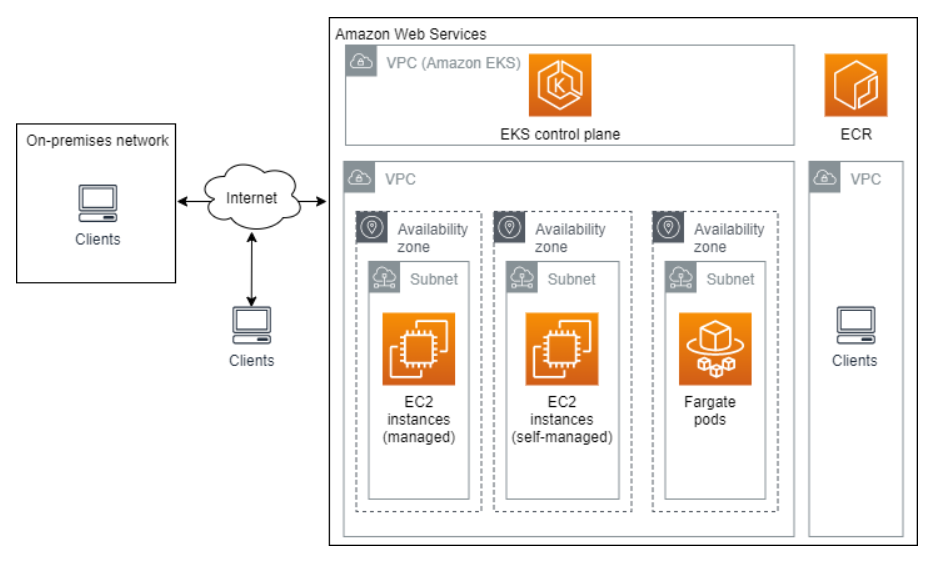 Amazon Web Services
VPC (Amazon EKS)
EKS control plane
ECR
On-premises network
Clients
Internet
Clients
VPC
Availability
zone
Subnet
EC2
instances
(managed)
Availability
zone
Subnet
EC2
instances
(self-managed)
Availability
zone
Subnet
Fargate
pods
VPC
Clients